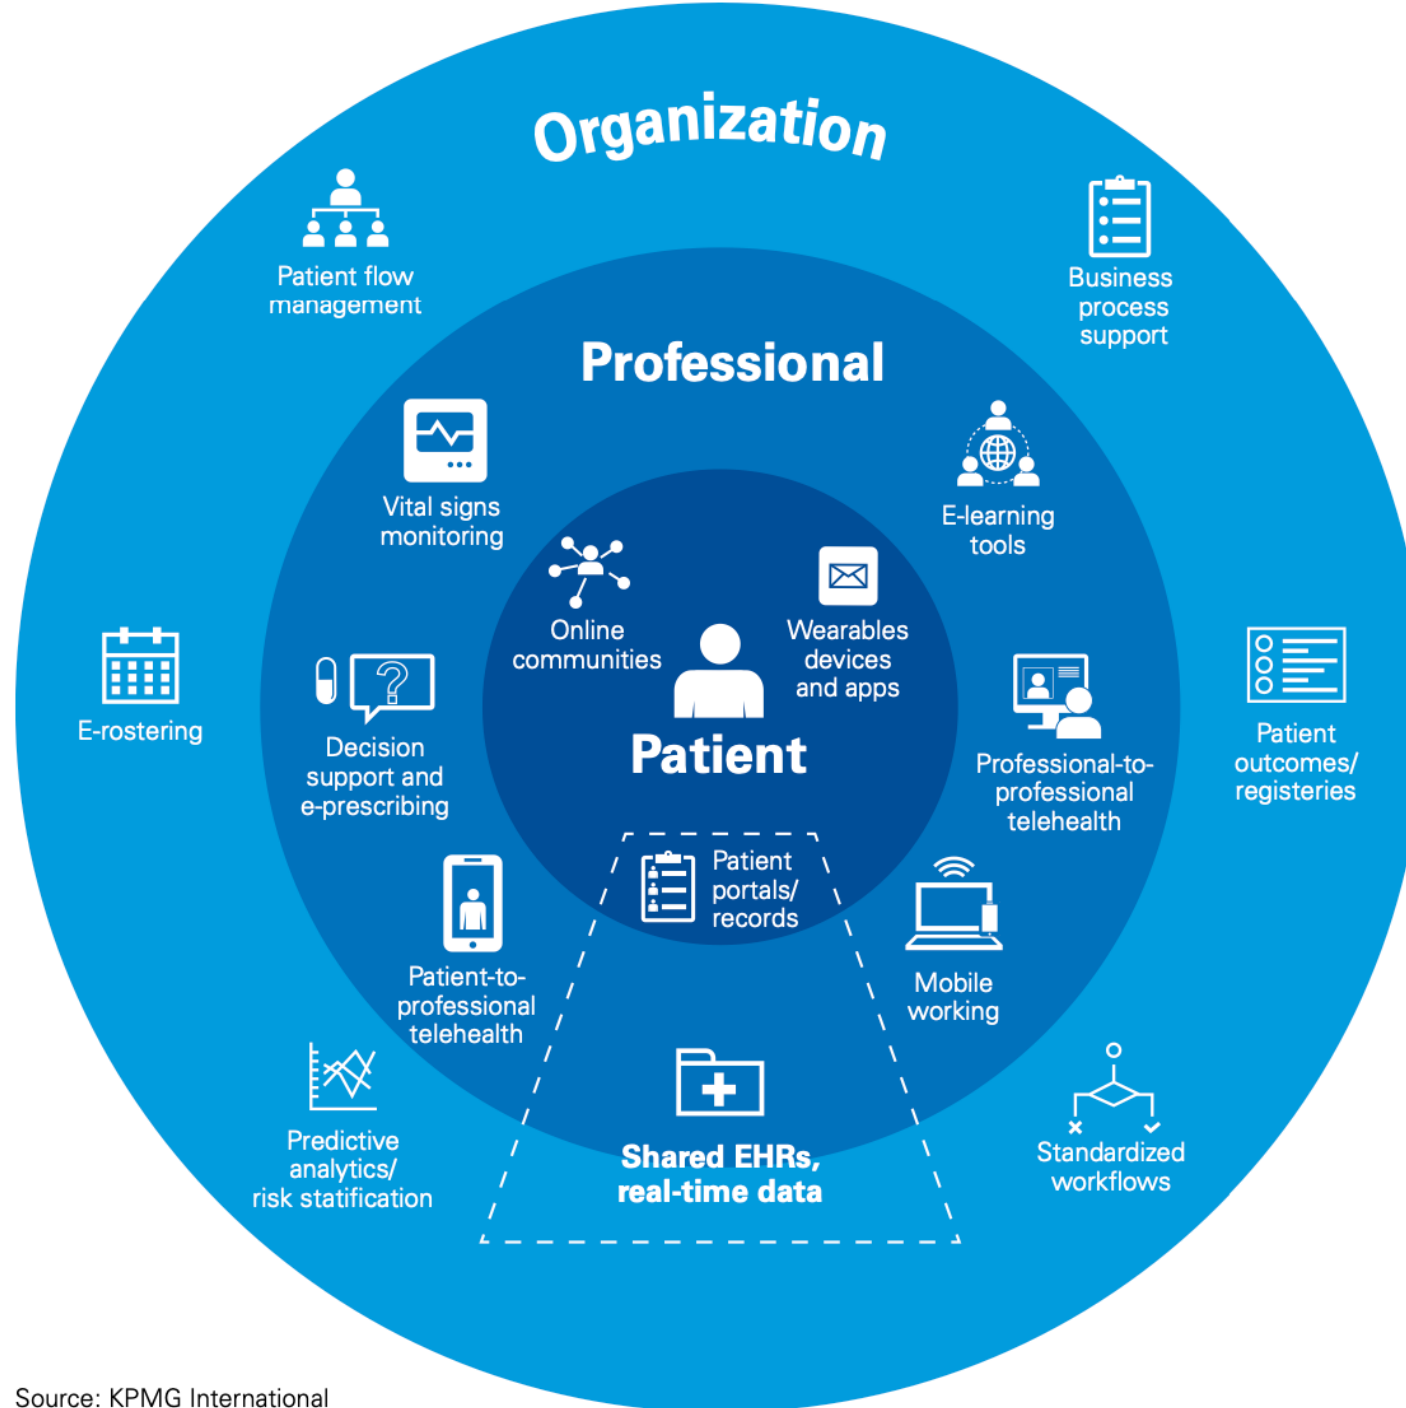 Organization
Patient flow
management
Business
process
support
Professional
Vital signs
monitoring
E-learning
tools
Online
communities
Wearables
devices
and apps
Patient
E-rostering
Decision
support and
e-prescribing
Professional-to-
professional
telehealth
Patient
outcomes/
registeries
Patient
portals/
records
Patient-to-
professional
telehealth
Mobile
working
Predictive
analytics/
risk statification
Shared EHRs,
real-time data
Standardized
workflows
?
Source: KPMG International